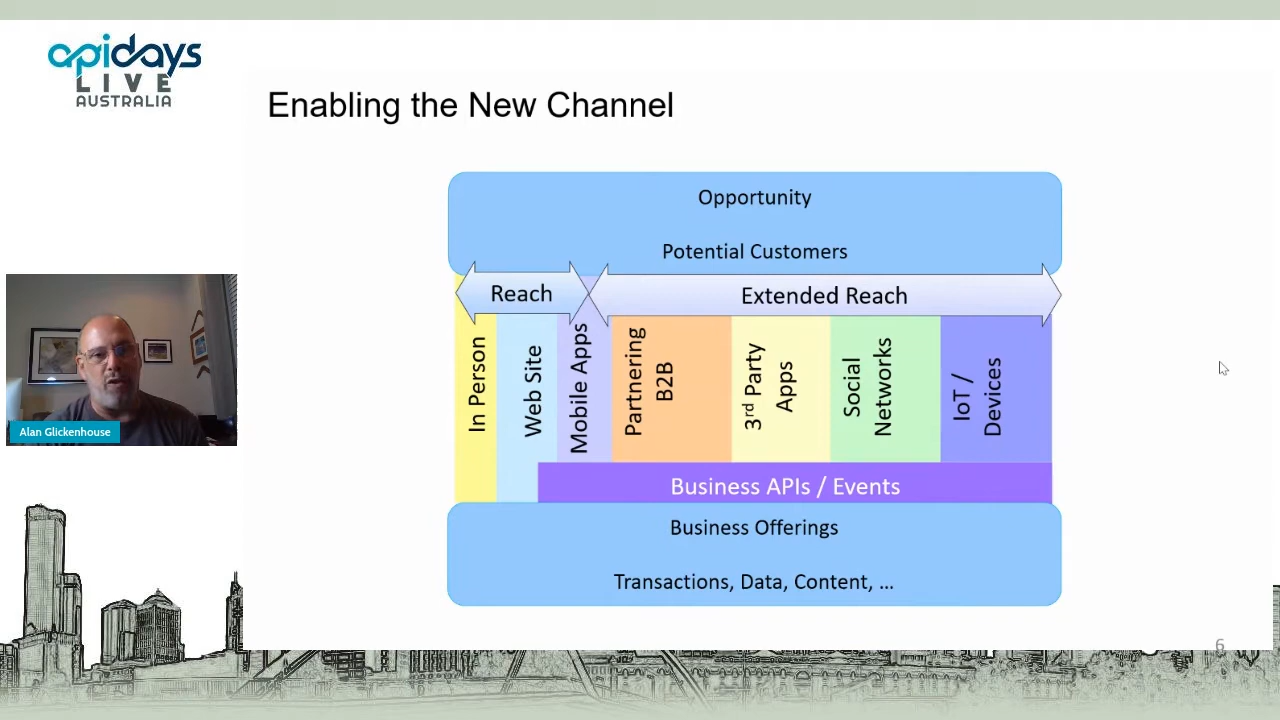 apidays
LIVE
AUSTRALIA
Enabling the New Channel
Opportunity
Potential Customers
Reach
Extended Reach
In Person
Web Site
Mobile Apps
Partnering
B2B
3rd Party
Apps
Social
Networks
IoT /
Devices
Business APIs / Events
Business Offerings
Transactions, Data, Content, ...
Alan Glickenhouse
6